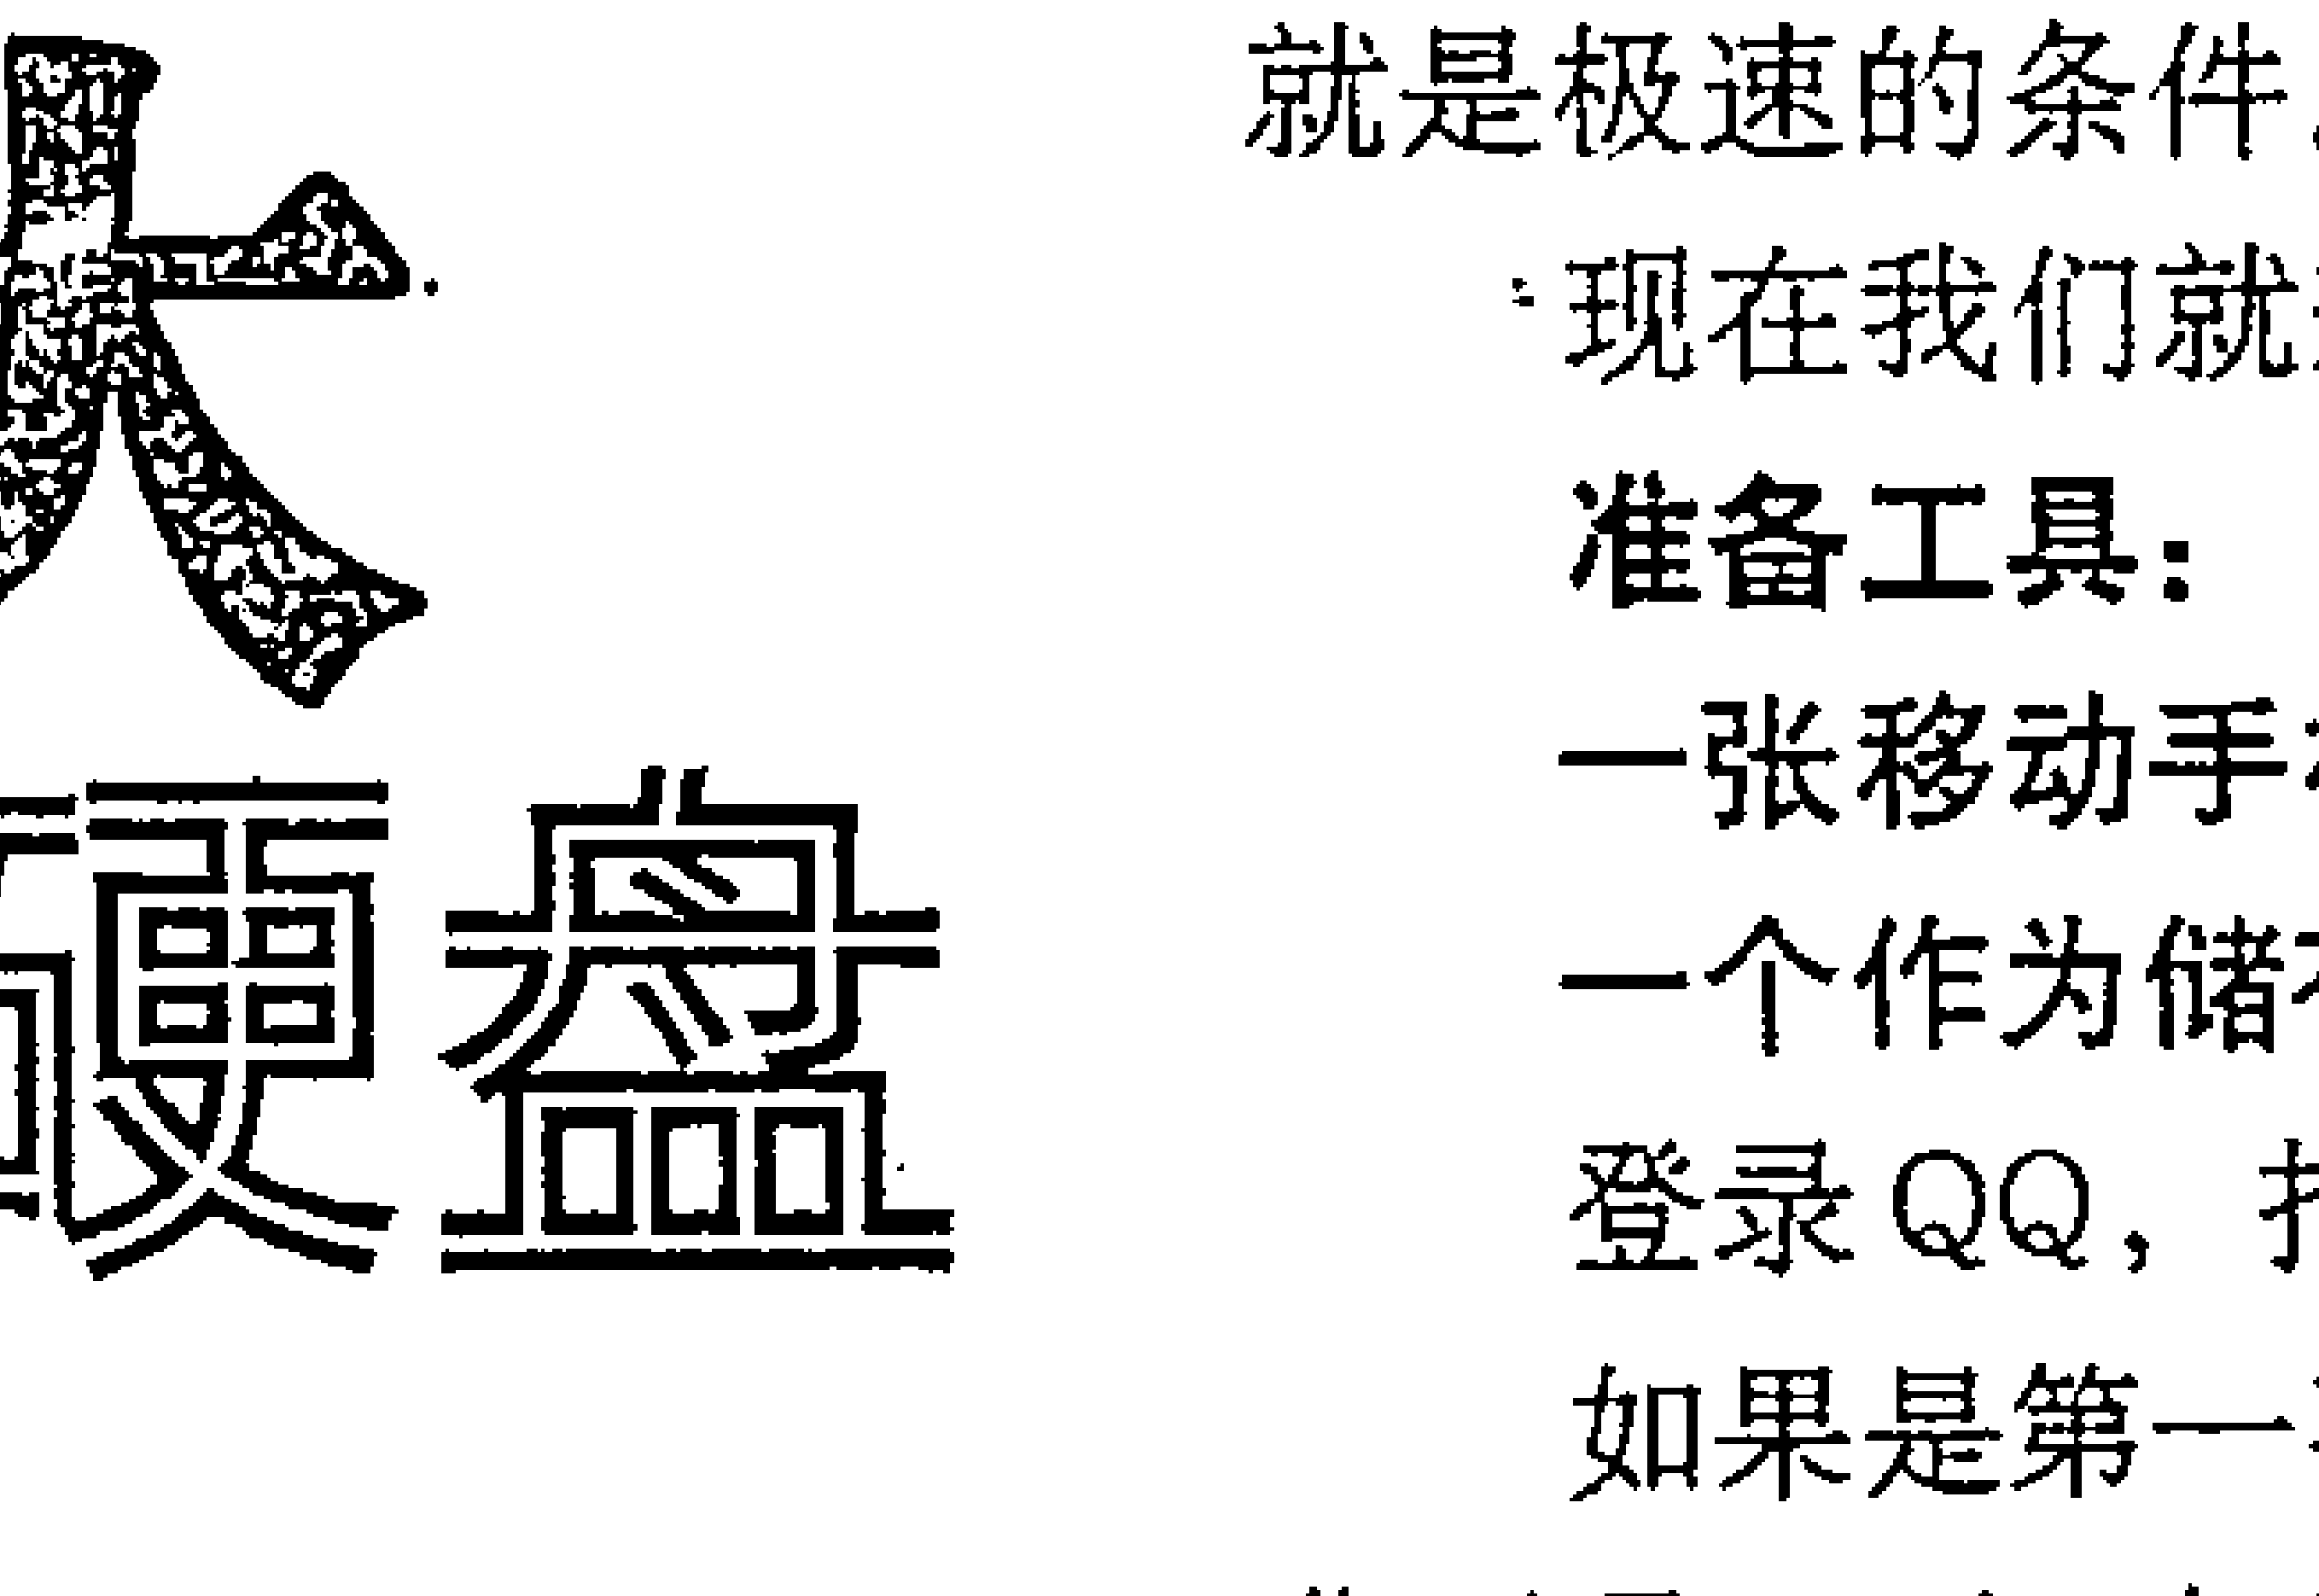 大
硬盘
就是极速的条件
现在我们就
准备工具：
一张移动手
一个作为储
登录QQ，
如果是第一